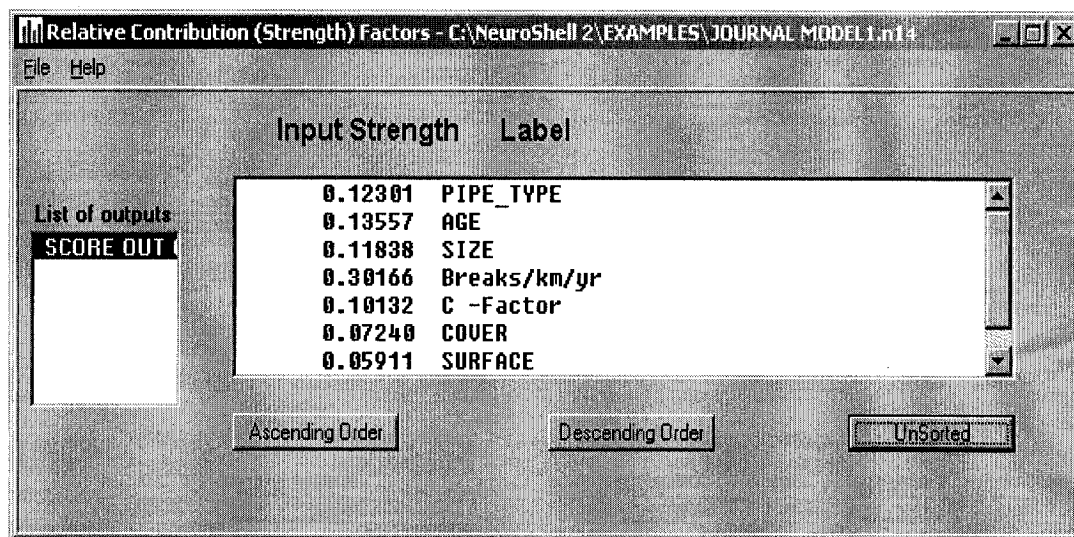 Relative Contribution (Strength) Factors - C:\NeuroShell 2\EXAMPLES\JOURNAL MODEL1.n14
File Help
Input Strength Label
List of outputs
SCORE OUT
0.12301 PIPE_TYPE
0.13557 AGE
0.11838 SIZE
0.30166 Breaks/km/yr
0.10132 C -Factor
0.07240 COVER
0.05911 SURFACE
Ascending Order
Descending Order
UnSorted